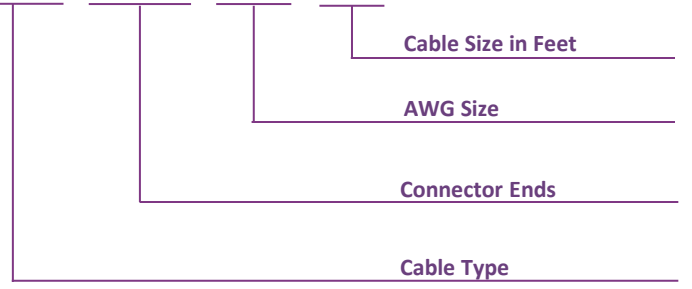 Cable Size in Feet
AWG Size
Connector Ends
Cable Type